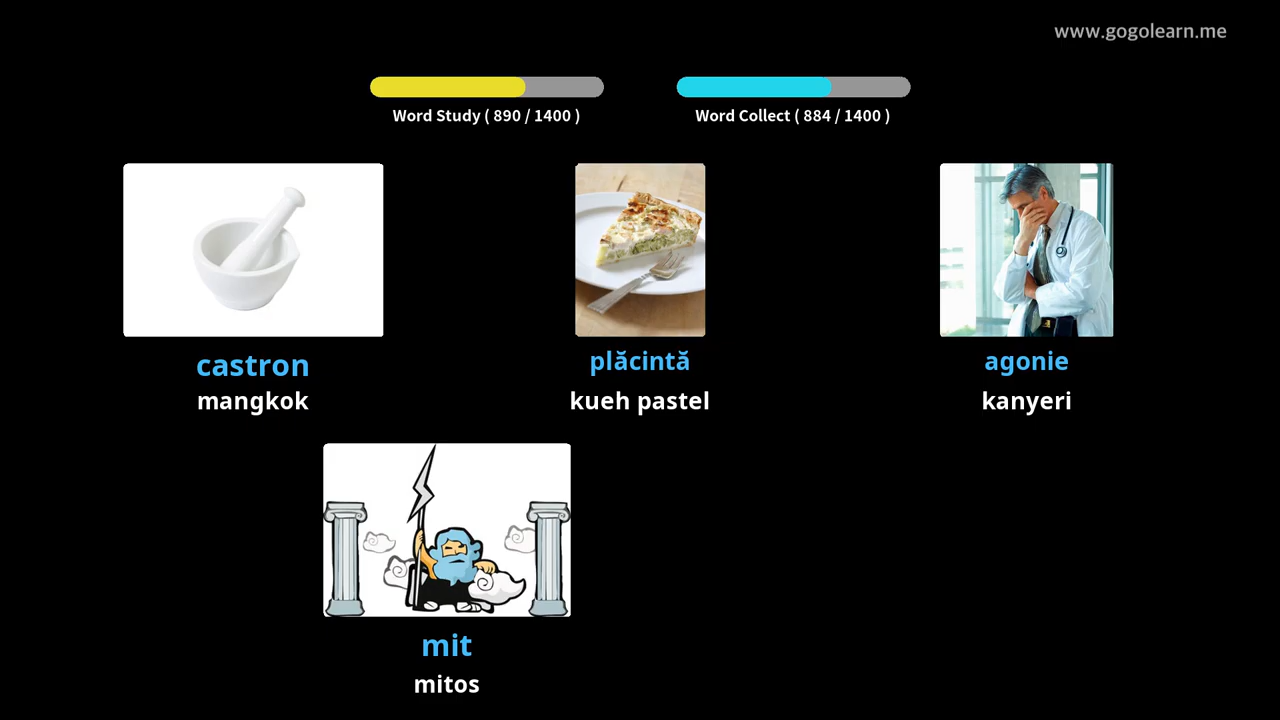 www.gogolearn.me
Word Study ( 890 / 1400 )
Word Collect ( 884 / 1400 )
castron
mangkok
plăcintă
kueh pastel
agonie
kanyeri
mit
mitos